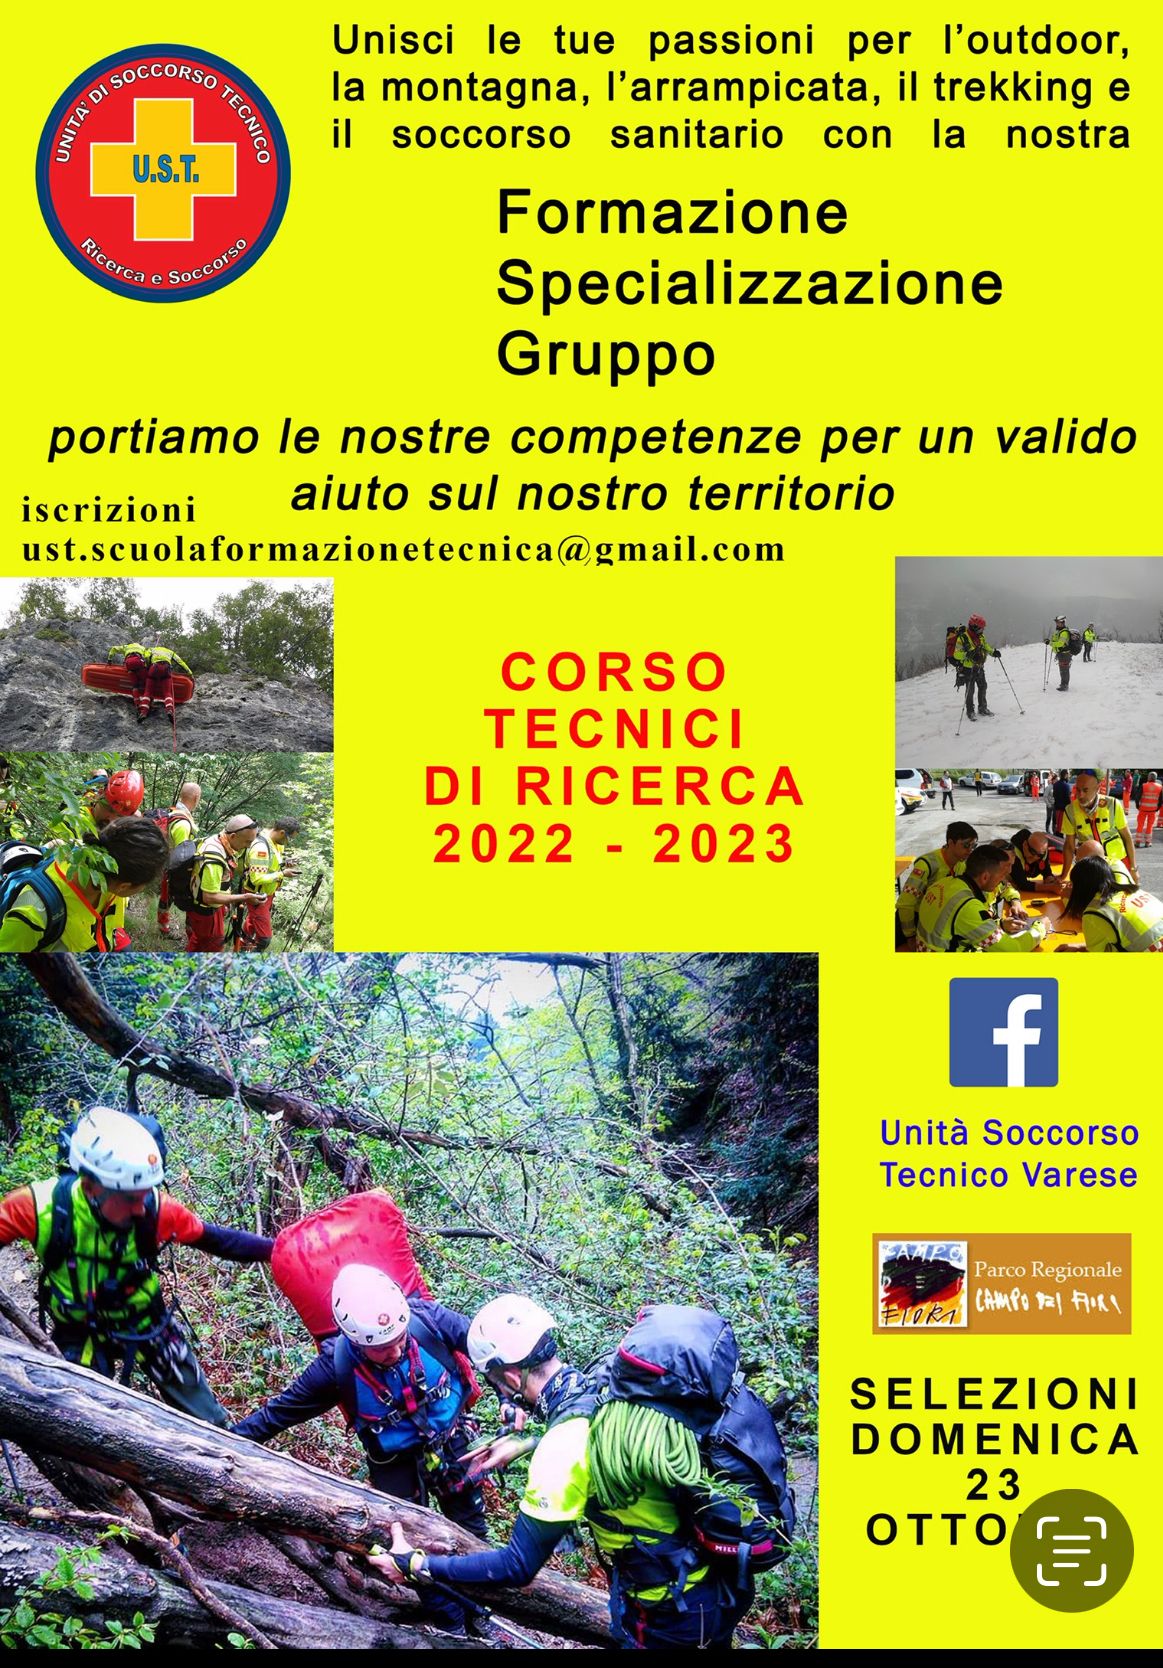 UNITA' DI SOCCORSO TECNICO
U.S.T.
Ricerca e Soccorso
Unisci le tue passioni per l'outdoor,
la montagna, l'arrampicata, il trekking e
il soccorso sanitario con la nostra
Formazione
Specializzazione
Gruppo
portiamo le nostre competenze per un valido
aiuto sul nostro territorio
iscrizioni
ust.scuolaformazionetecnica@gmail.com
CORSO
TECNICI
DI RICERCA
2022 - 2023
f
Unità Soccorso
Tecnico Varese
CAMPO
FIORI
Parco Regionale
CAMPO DEI FIORI
SELEZIONI
DOMENICA
23